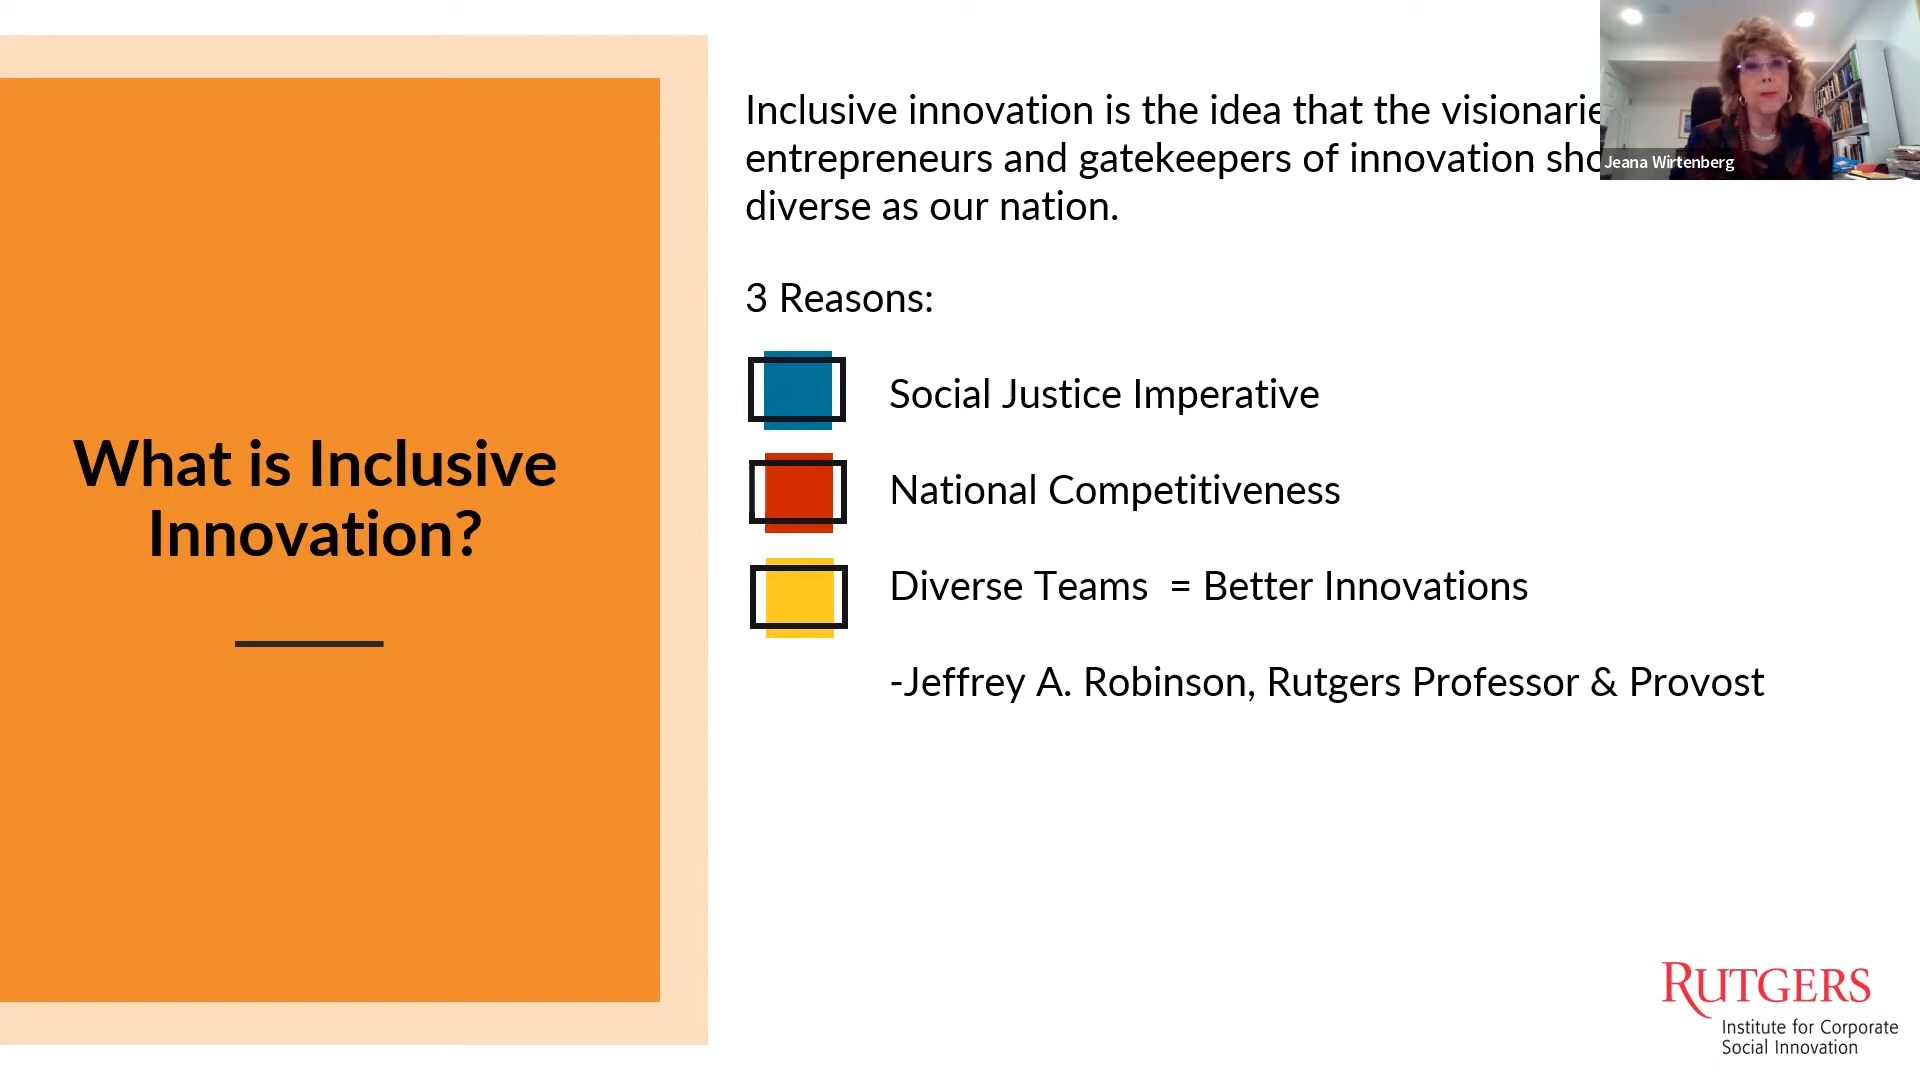 What is Inclusive
Innovation?
Inclusive innovation is the idea that the
entrepreneurs and gatekeepers of innovation
diverse as our nation.
3 Reasons:
Social Justice Imperative
National Competitiveness
Diverse Teams = Better Innovations
-Jeffrey A. Robinson, Rutgers Professor & Provost
Jeana Wirtenberg
RUTGERS
Institute for Corporate
Social Innovation